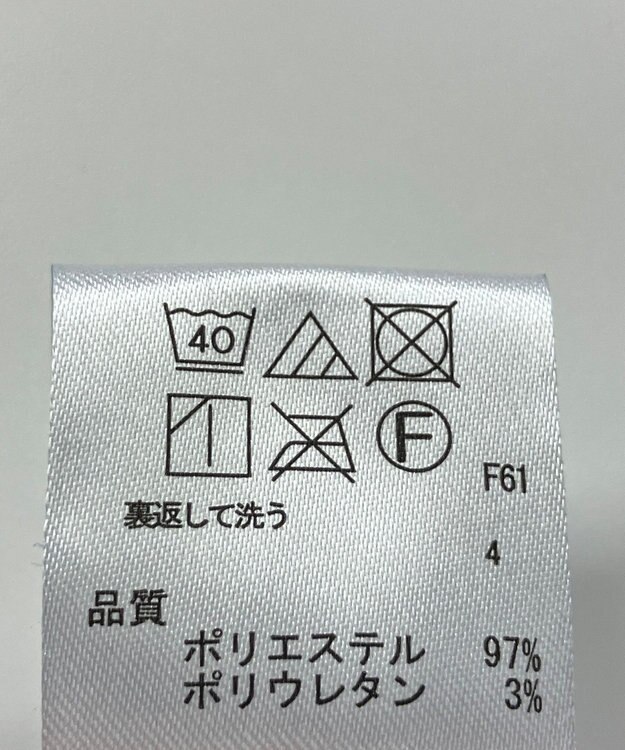 40
F
F61
裏返して洗う
4
品質
ポリエステル 97%
ポリウレタン 3%